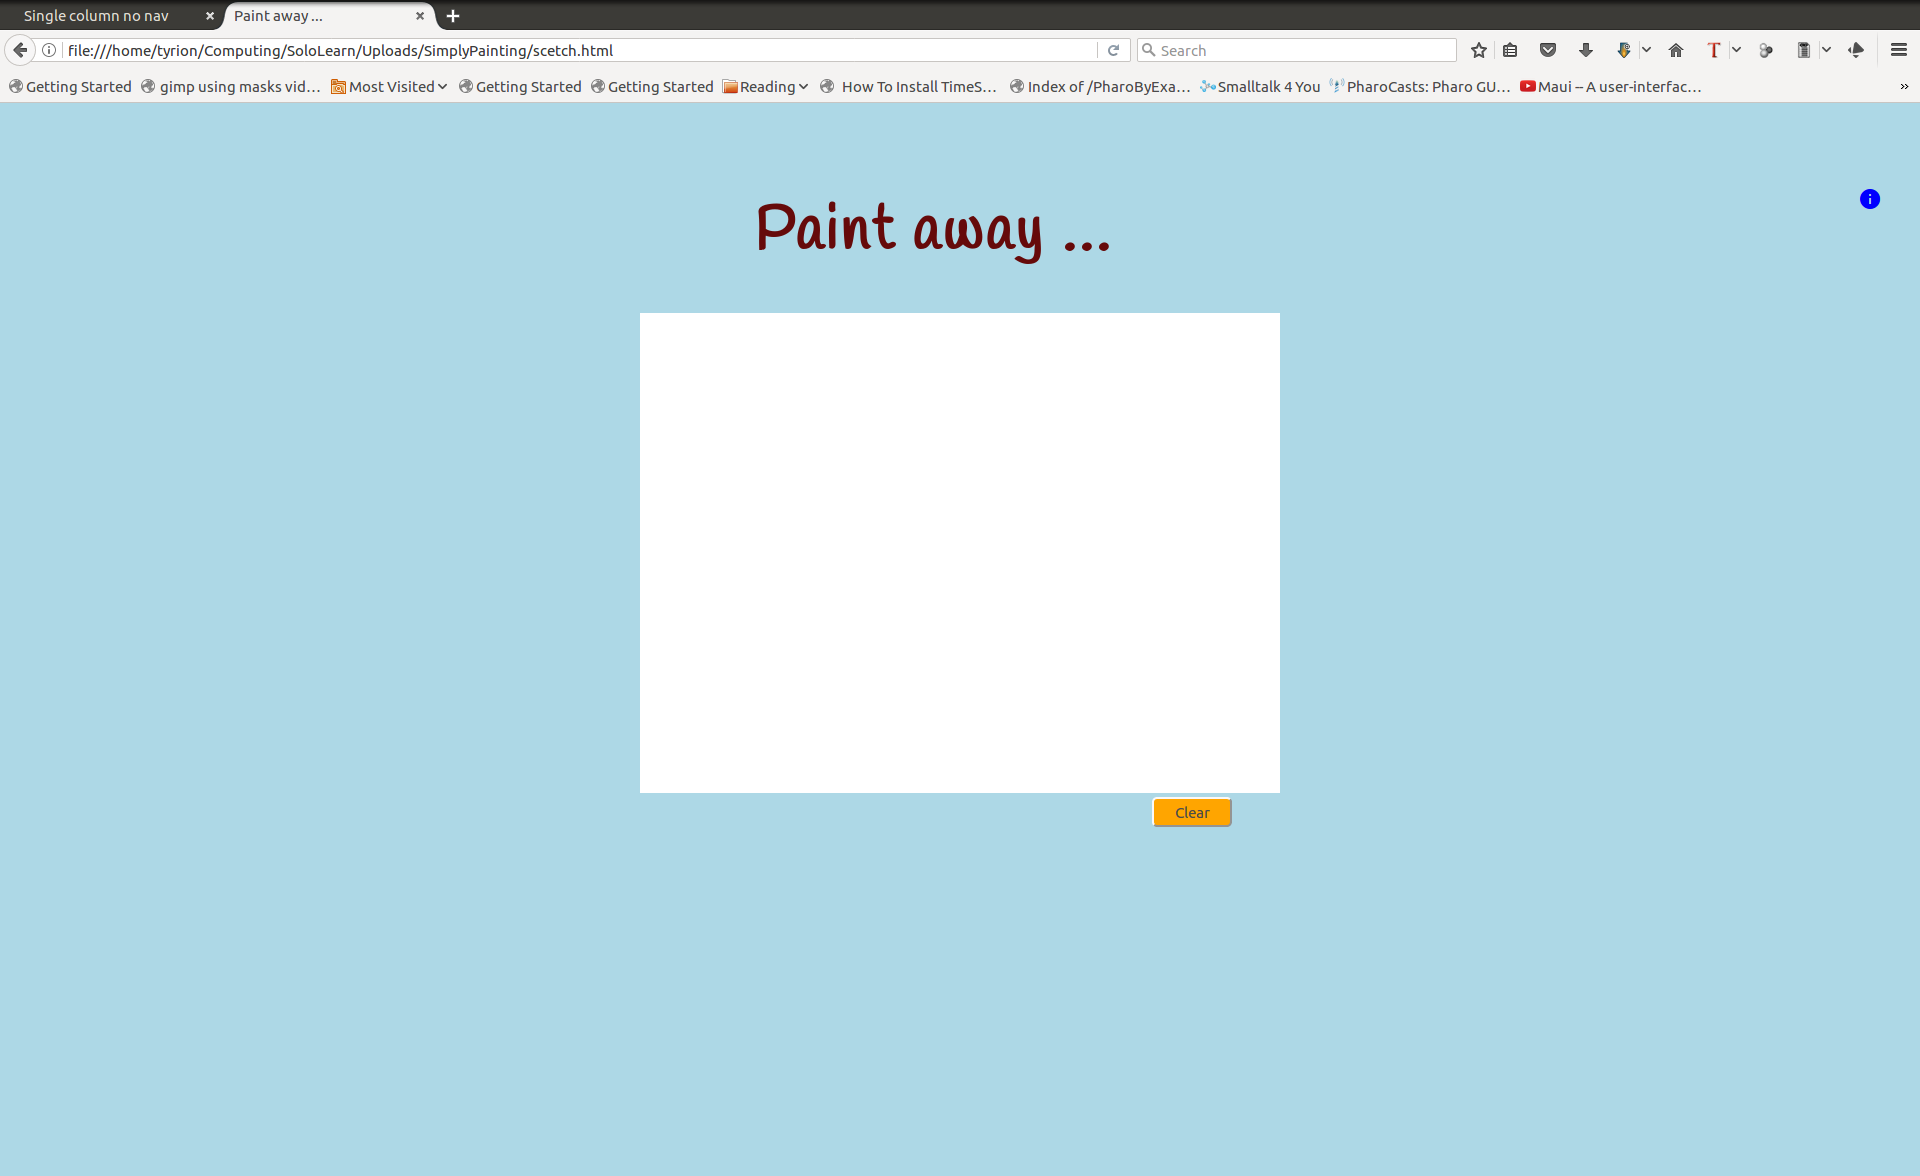 Single column no nav
Paint away ...
file:///home/tyrion/Computing/SoloLearn/Uploads/SimplyPainting/scetch.html
Search
Getting Started
gimp using masks vid...
Most Visited
Getting Started
Getting Started
Reading
How To Install TimeS...
Index of /PharoByExa...
Smalltalk 4 You
PharoCasts: Pharo GU...
Maui -- A user-interfac...
Paint away ...
i
Clear